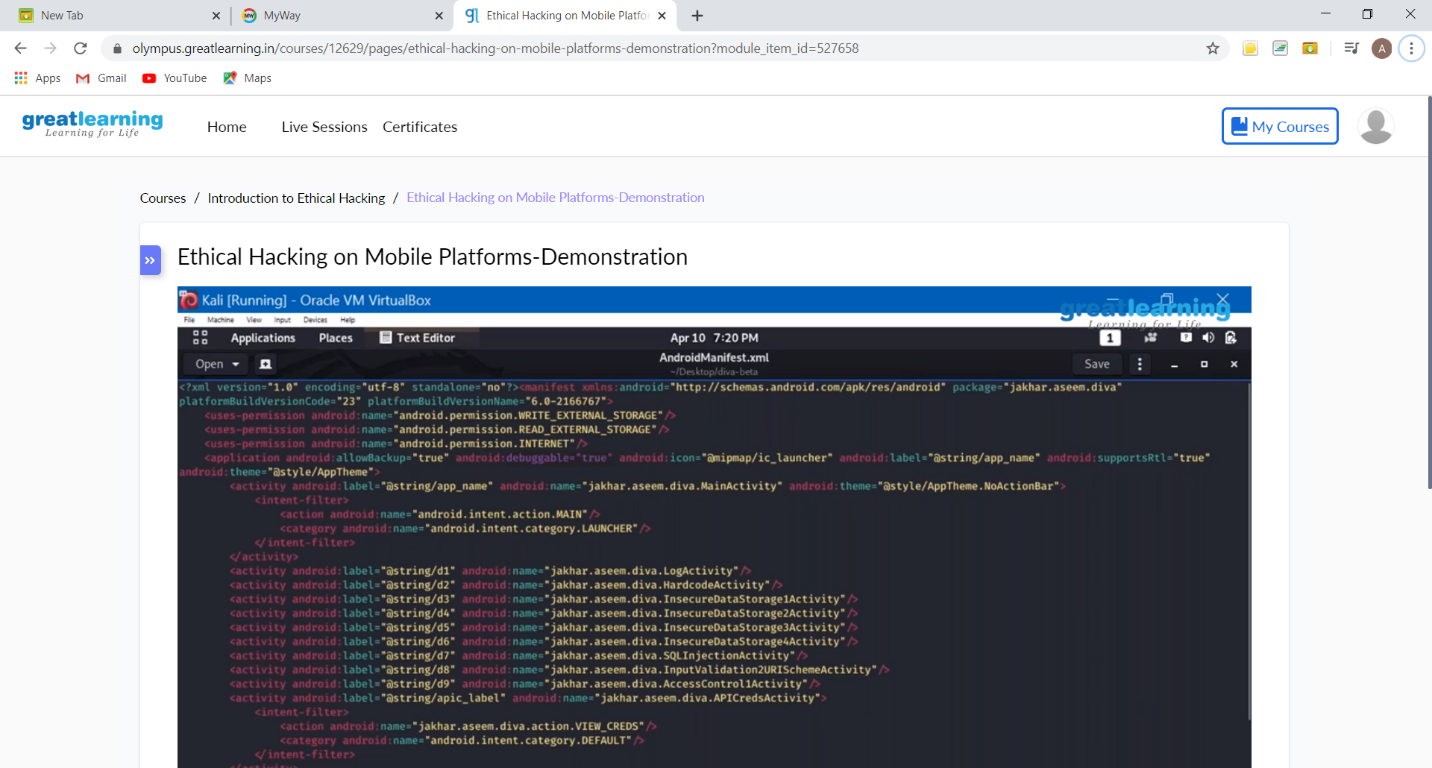 New Tab
MyWay
Ethical Hacking on Mobile Platfo
olympus.greatlearning.in/courses/12629/pages/ethical-hacking-on-mobile-platforms-demonstration?module_item_id=527658
A
Apps Gmail YouTube Maps
greatlearning
Learning for Life
Home Live Sessions Certificates
My Courses
Courses / Introduction to Ethical Hacking / Ethical Hacking on Mobile Platforms-Demonstration
Ethical Hacking on Mobile Platforms-Demonstration
Kali [Running] - Oracle VM VirtualBox
greatlearning
Learning for Life
File Machine View Input Devices Help
Applications Places Text Editor Apr 10 7:20 PM 1
Open AndroidManifest.xml Save
~/Desktop/diva-beta
<?xml version="1.0" encoding="utf-8" standalone="no"?><manifest xmlns:android="http://schemas.android.com/apk/res/android" package="jakhar.aseem.diva"
platformBuildVersionCode="23" platformBuildVersionName="6.0-2166767">
<uses-permission android:name="android.permission.WRITE_EXTERNAL_STORAGE"/>
<uses-permission android:name="android.permission.READ_EXTERNAL_STORAGE"/>
<uses-permission android:name="android.permission.INTERNET"/>
<application android:allowBackup="true" android:debuggable="true" android:icon="@mipmap/ic_launcher" android:label="@string/app_name" android:supportsRtl="true"
android:theme="@style/AppTheme">
<activity android:label="@string/app_name" android:name="jakhar.aseem.diva.MainActivity" android:theme="@style/AppTheme.NoActionBar">
<intent-filter>
<action android:name="android.intent.action.MAIN"/>
<category android:name="android.intent.category.LAUNCHER"/>
</intent-filter>
</activity>
<activity android:label="@string/d1" android:name="jakhar.aseem.diva.LogActivity"/>
<activity android:label="@string/d2" android:name="jakhar.aseem.diva.HardcodeActivity"/>
<activity android:label="@string/d3" android:name="jakhar.aseem.diva.InsecureDataStorage1Activity"/>
<activity android:label="@string/d4" android:name="jakhar.aseem.diva.InsecureDataStorage2Activity"/>
<activity android:label="@string/d5" android:name="jakhar.aseem.diva.InsecureDataStorage3Activity"/>
<activity android:label="@string/d6" android:name="jakhar.aseem.diva.InsecureDataStorage4Activity"/>
<activity android:label="@string/d7" android:name="jakhar.aseem.diva.SQLInjectionActivity"/>
<activity android:label="@string/d8" android:name="jakhar.aseem.diva.InputValidation2URISchemeActivity"/>
<activity android:label="@string/d9" android:name="jakhar.aseem.diva.AccessControl1Activity"/>
<activity android:label="@string/apic_label" android:name="jakhar.aseem.diva.APICredsActivity">
<intent-filter>
<action android:name="jakhar.aseem.diva.action.VIEW_CREDS"/>
<category android:name="android.intent.category.DEFAULT"/>
</intent-filter>